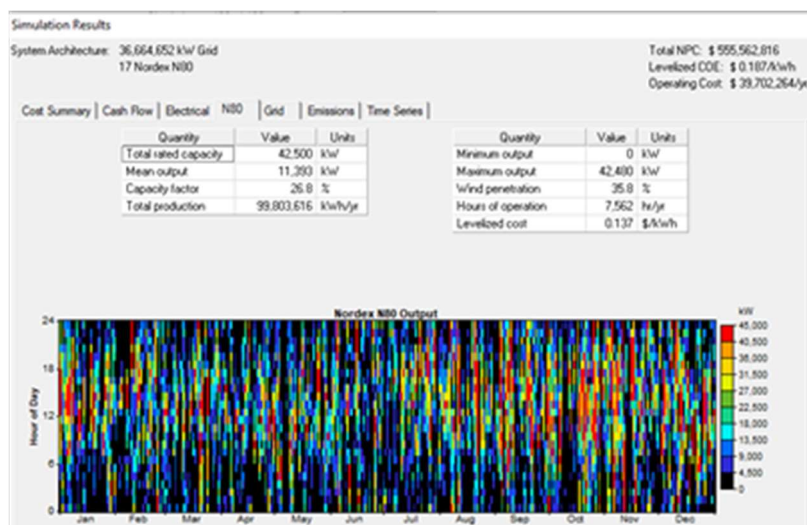 Simulation Results
System Architecture: 36,664,652 kW Grid
17 Nordex N80
Total NPC: $ 555,562,816
Levelized COE: $ 0.187/kWh
Operating Cost: $ 39,702,264/yr
Cost Summary | Cash Flow | Electrical | N80 | Grid | Emissions | Time Series |
Quantity Value Units
Total rated capacity 42,500 kW
Mean output 11,393 kW
Capacity factor 26.8 %
Total production 99,803,616 kWh/yr
Quantity Value Units
Minimum output 0 kW
Maximum output 42,480 kW
Wind penetration 35.8 %
Hours of operation 7,562 hr/yr
Levelized cost 0.137 $/kWh
Nordex N80 Output
Hour of Day
24
18
12
6
0
Jan Feb Mar Apr May Jun Jul Aug Sep Oct Nov Dec
kW
45,000
40,500
36,000
31,500
27,000
22,500
18,000
13,500
9,000
4,500
0